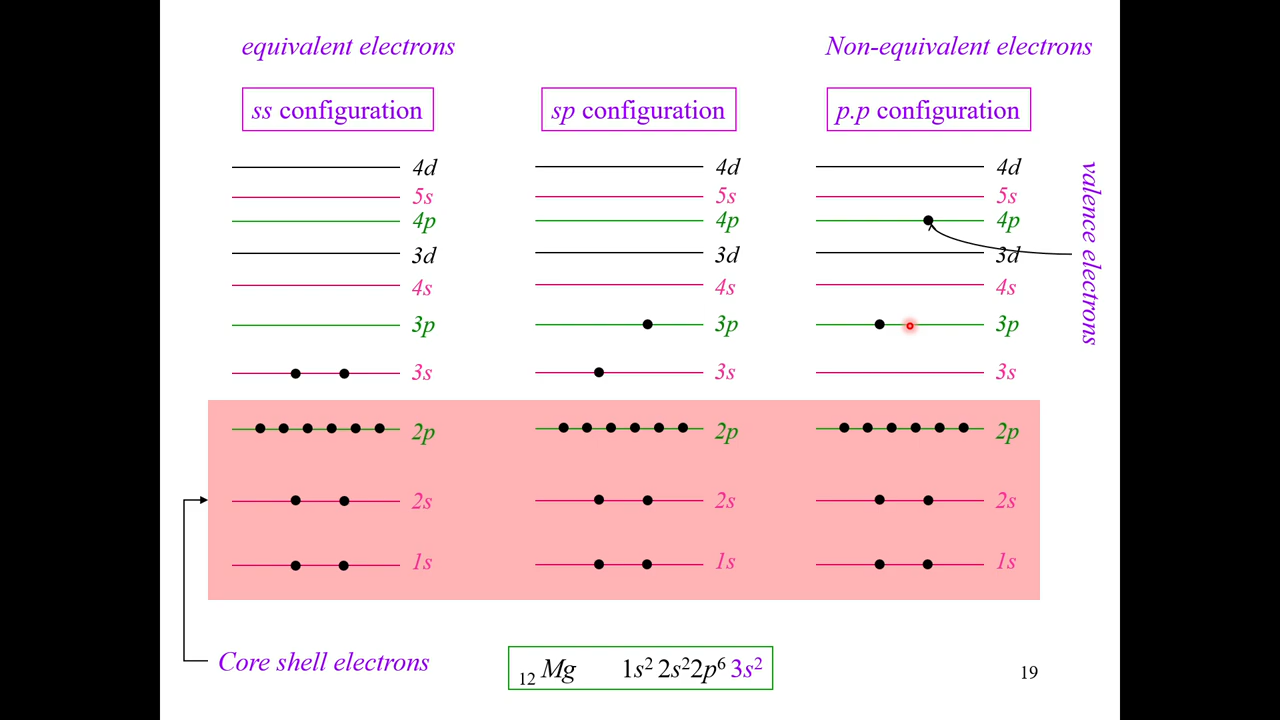 equivalent electrons
Non-equivalent electrons
ss configuration
sp configuration
p.p configuration
4d
5s
4p
3d
4s
3p
3s
2p
2s
1s
4d
5s
4p
3d
4s
3p
3s
2p
2s
1s
4d
5s
4p
3d
4s
3p
3s
2p
2s
1s
valence electrons
Core shell electrons
₁₂Mg 1s² 2s² 2p⁶ 3s²
19